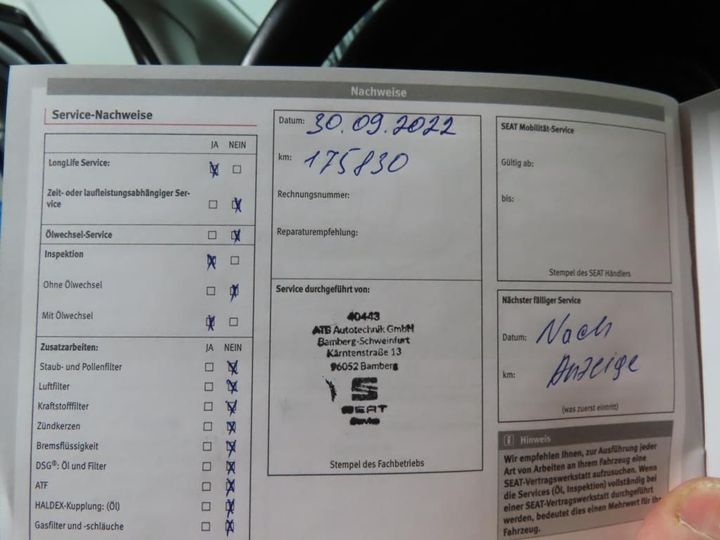 Nachweise
Service-Nachweise
JA NEIN
LongLife Service:
Zeit- oder laufleistungsabhängiger Ser-
vice
Ölwechsel-Service
Inspektion
Ohne Ölwechsel
Mit Ölwechsel
Zusatzarbeiten: JA NEIN
Staub- und Pollenfilter
Luftfilter
Kraftstofffilter
Zündkerzen
Bremsflüssigkeit
DSG®: Öl und Filter
ATF
HALDEX-Kupplung: (Öl)
Gasfilter und -schläuche
Datum: 30.09.2022
km: 175830
Rechnungsnummer:
Reparaturempfehlung:
Service durchgeführt von:
40443
ATB Autotechnik GmbH
Bamberg-Schweinfurt
Kärntenstraße 13
96052 Bamberg
SEAT
Service
Stempel des Fachbetriebs
SEAT Mobilität-Service
Gültig ab:
bis:
Stempel des SEAT Händlers
Nächster fälliger Service
Datum: Nach
km: Anzeige
(was zuerst eintritt)
Hinweis
Wir empfehlen Ihnen, zur Ausführung jeder
Art von Arbeiten an Ihrem Fahrzeug eine
SEAT-Vertragswerkstatt aufzusuchen. Wenn
die Services (Öl, Inspektion) vollständig bei
einer SEAT-Vertragswerkstatt durchgeführt
werden, bedeutet dies einen Mehrwert für Ihr
Fahrzeug.